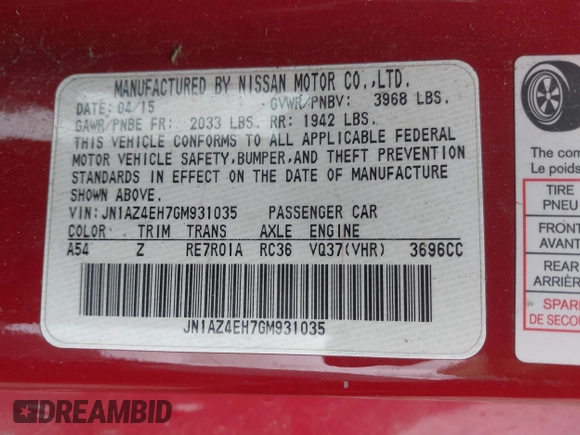 MANUFACTURED BY NISSAN MOTOR CO.,LTD.
DATE: 04/15 GVWR/PNBV: 3968 LBS.
GAWR/PNBE FR: 2033 LBS. RR: 1942 LBS.
THIS VEHICLE CONFORMS TO ALL APPLICABLE FEDERAL
MOTOR VEHICLE SAFETY,BUMPER,AND THEFT PREVENTION
STANDARDS IN EFFECT ON THE DATE OF MANUFACTURE
SHOWN ABOVE.
VIN:JN1AZ4EH7GM931035 PASSENGER CAR
COLOR TRIM TRANS AXLE ENGINE
A54 Z RE7R01A RC36 VQ37(VHR) 3696CC
JN1AZ4EH7GM931035
The com
Le poids
TIRE
PNEU
FRONT
AVANT
REAR
ARRIÈR
SPAR
DE SECOU
DREAMBID